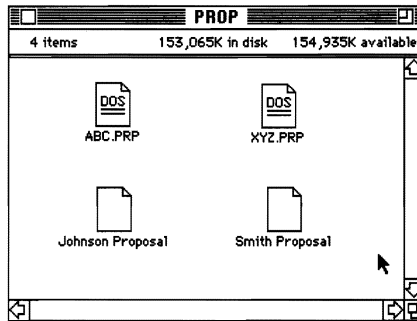 PROP
4 items 153,065K in disk 154,935K available
DOS DOS
ABC.PRP XYZ.PRP
Johnson Proposal Smith Proposal